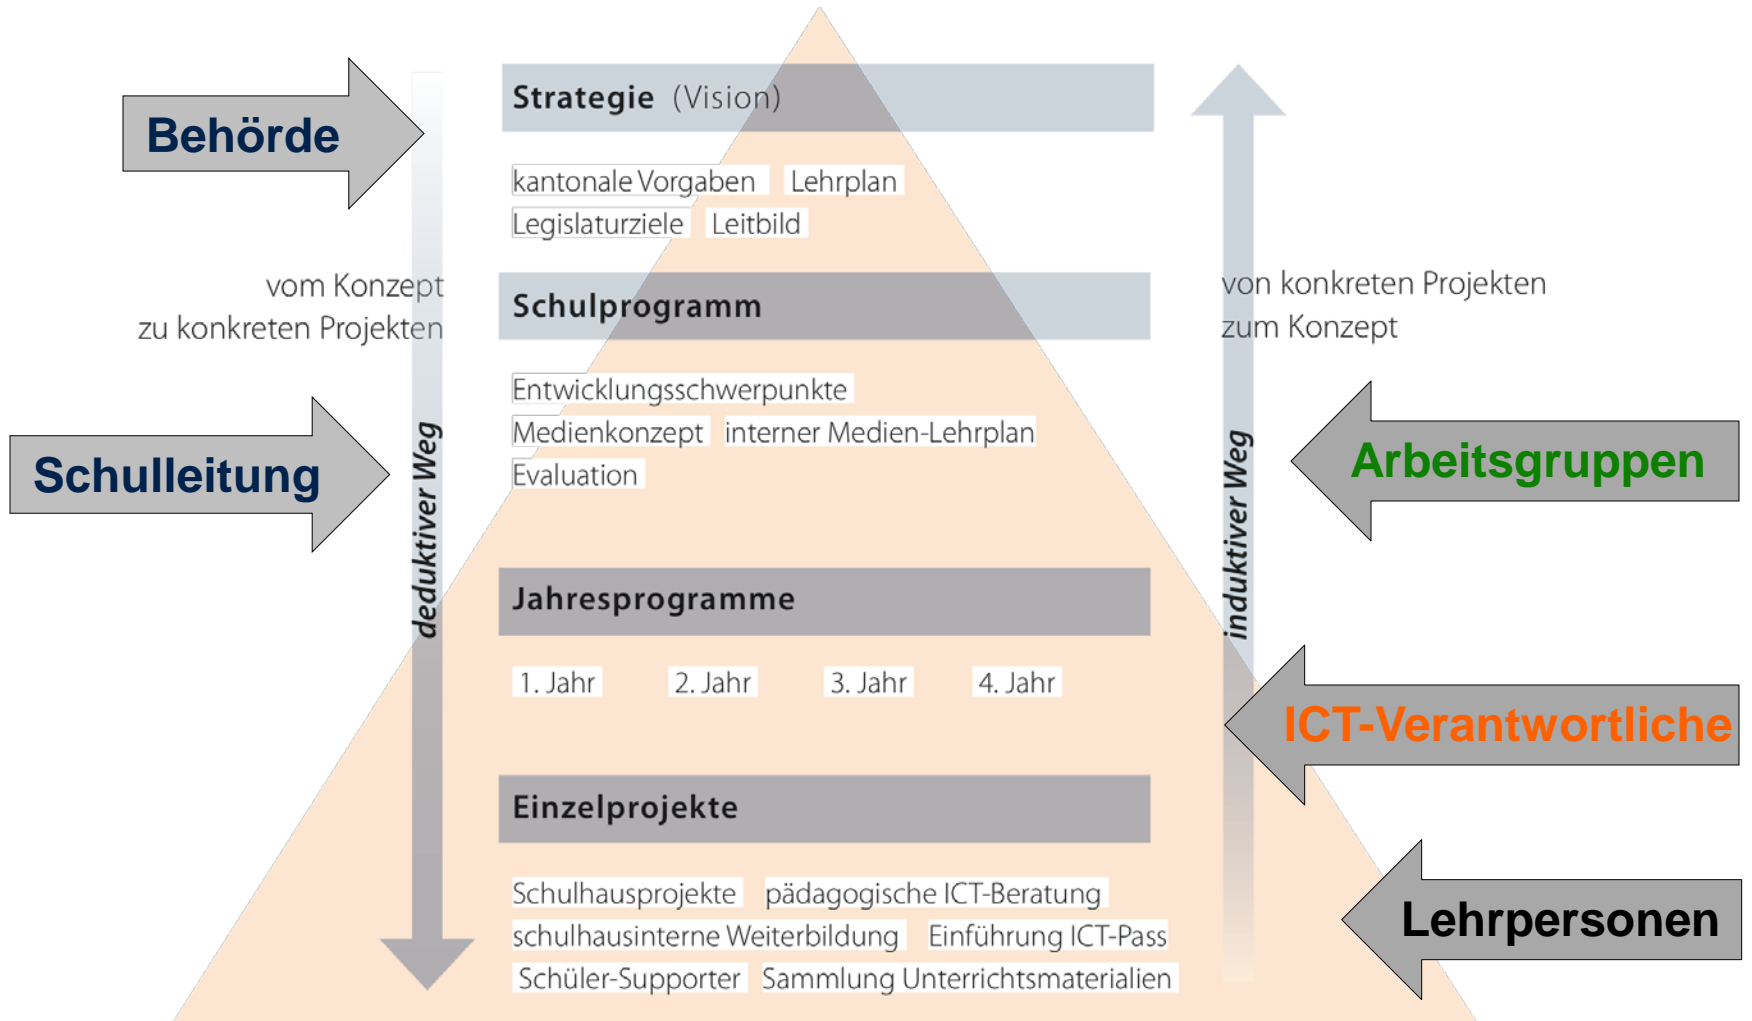 Behörde
Strategie (Vision)
kantonale Vorgaben Lehrplan
Legislaturziele Leitbild
vom Konzept
zu konkreten Projekten
von konkreten Projekten
zum Konzept
Schulprogramm
Entwicklungsschwerpunkte
Medienkonzept interner Medien-Lehrplan
Evaluation
Schulleitung
deduktiver Weg
induktiver Weg
Arbeitsgruppen
Jahresprogramme
1. Jahr 2. Jahr 3. Jahr 4. Jahr
ICT-Verantwortliche
Einzelprojekte
Schulhausprojekte pädagogische ICT-Beratung
schulhausinterne Weiterbildung Einführung ICT-Pass
Schüler-Supporter Sammlung Unterrichtsmaterialien
Lehrpersonen